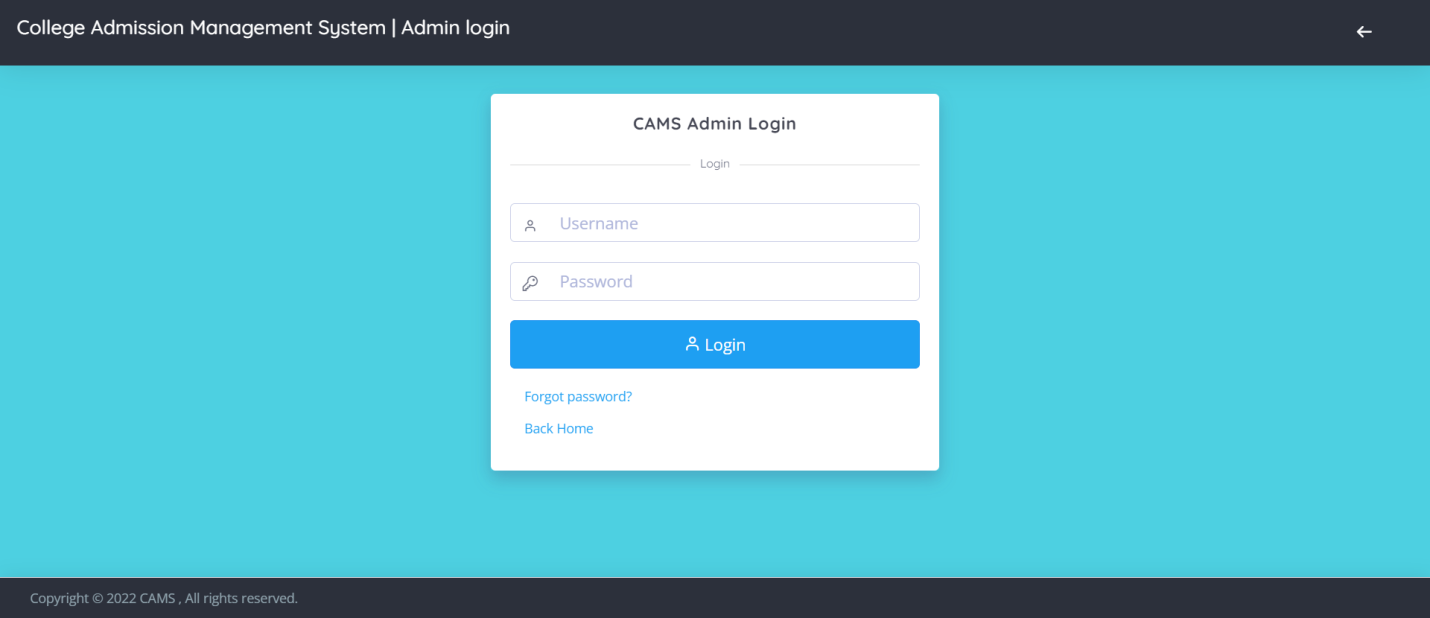 College Admission Management System | Admin login
CAMS Admin Login
Login
Username
Password
Login
Forgot password?
Back Home
Copyright © 2022 CAMS , All rights reserved.